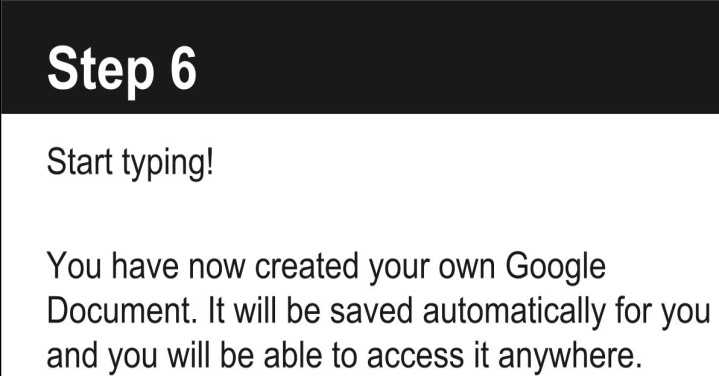 Step 6
Start typing!
You have now created your own Google
Document. It will be saved automatically for you
and you will be able to access it anywhere.